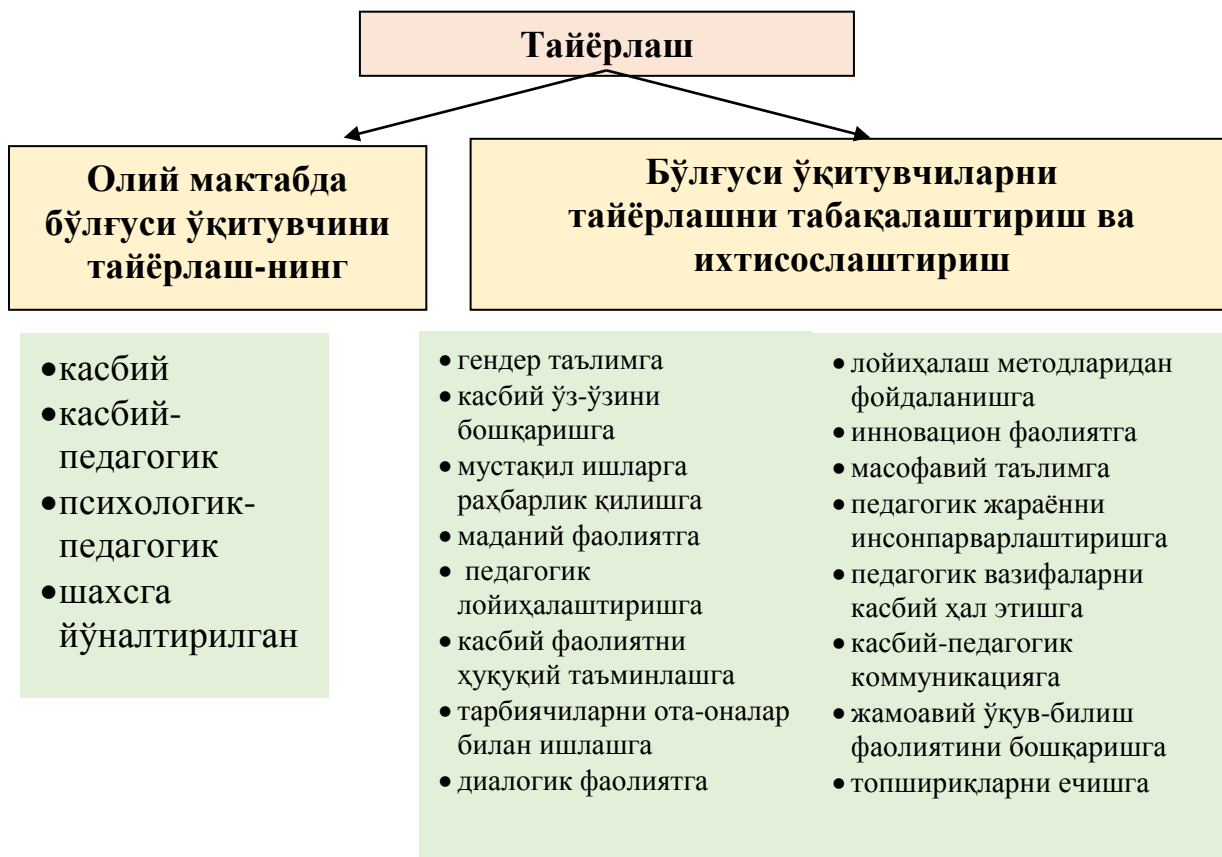 Тайёрлаш
Олий мактабда
бўлғуси ўқитувчини
тайёрлаш-нинг
Бўлғуси ўқитувчиларни
тайёрлашни табақалаштириш ва
ихтисослаштириш
•касбий
•касбий-
педагогик
•психологик-
педагогик
•шахсга
йўналтирилган
• гендер таълимга
• касбий ўз-ўзини
бошқаришга
• мустақил ишларга
раҳбарлик қилишга
• маданий фаолиятга
• педагогик
лойиҳалаштиришга
• касбий фаолиятни
ҳуқуқий таъминлашга
• тарбиячиларни ота-оналар
билан ишлашга
• диалогик фаолиятга
• лойиҳалаш методларидан
фойдаланишга
• инновацион фаолиятга
• масофавий таълимга
• педагогик жараённи
инсонпарварлаштиришга
• педагогик вазифаларни
касбий ҳал этишга
• касбий-педагогик
коммуникацияга
• жамоавий ўқув-билиш
фаолиятини бошқаришга
• топшириқларни ечишга